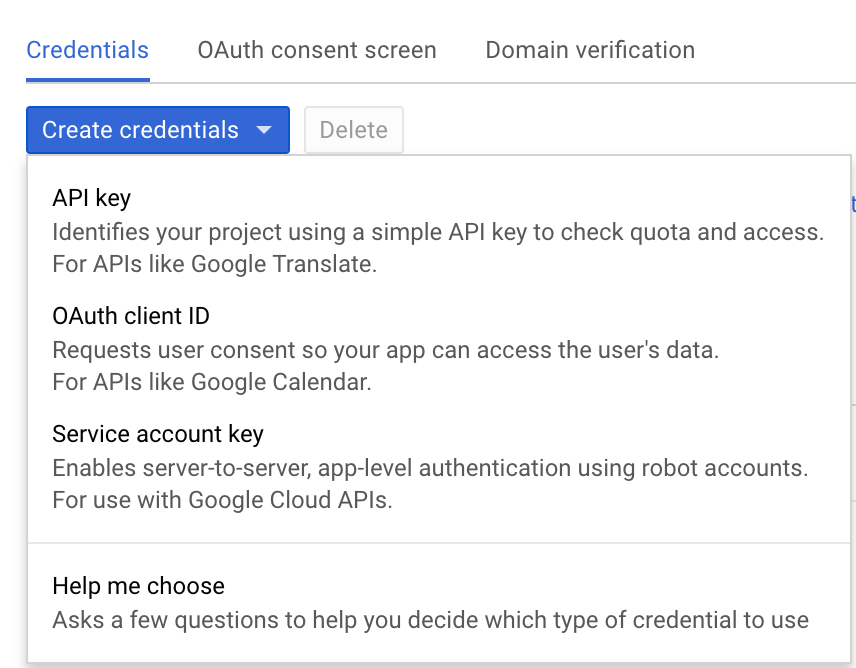 Credentials OAuth consent screen Domain verification
Create credentials Delete
API key
Identifies your project using a simple API key to check quota and access.
For APIs like Google Translate.
OAuth client ID
Requests user consent so your app can access the user's data.
For APIs like Google Calendar.
Service account key
Enables server-to-server, app-level authentication using robot accounts.
For use with Google Cloud APIs.
Help me choose
Asks a few questions to help you decide which type of credential to use